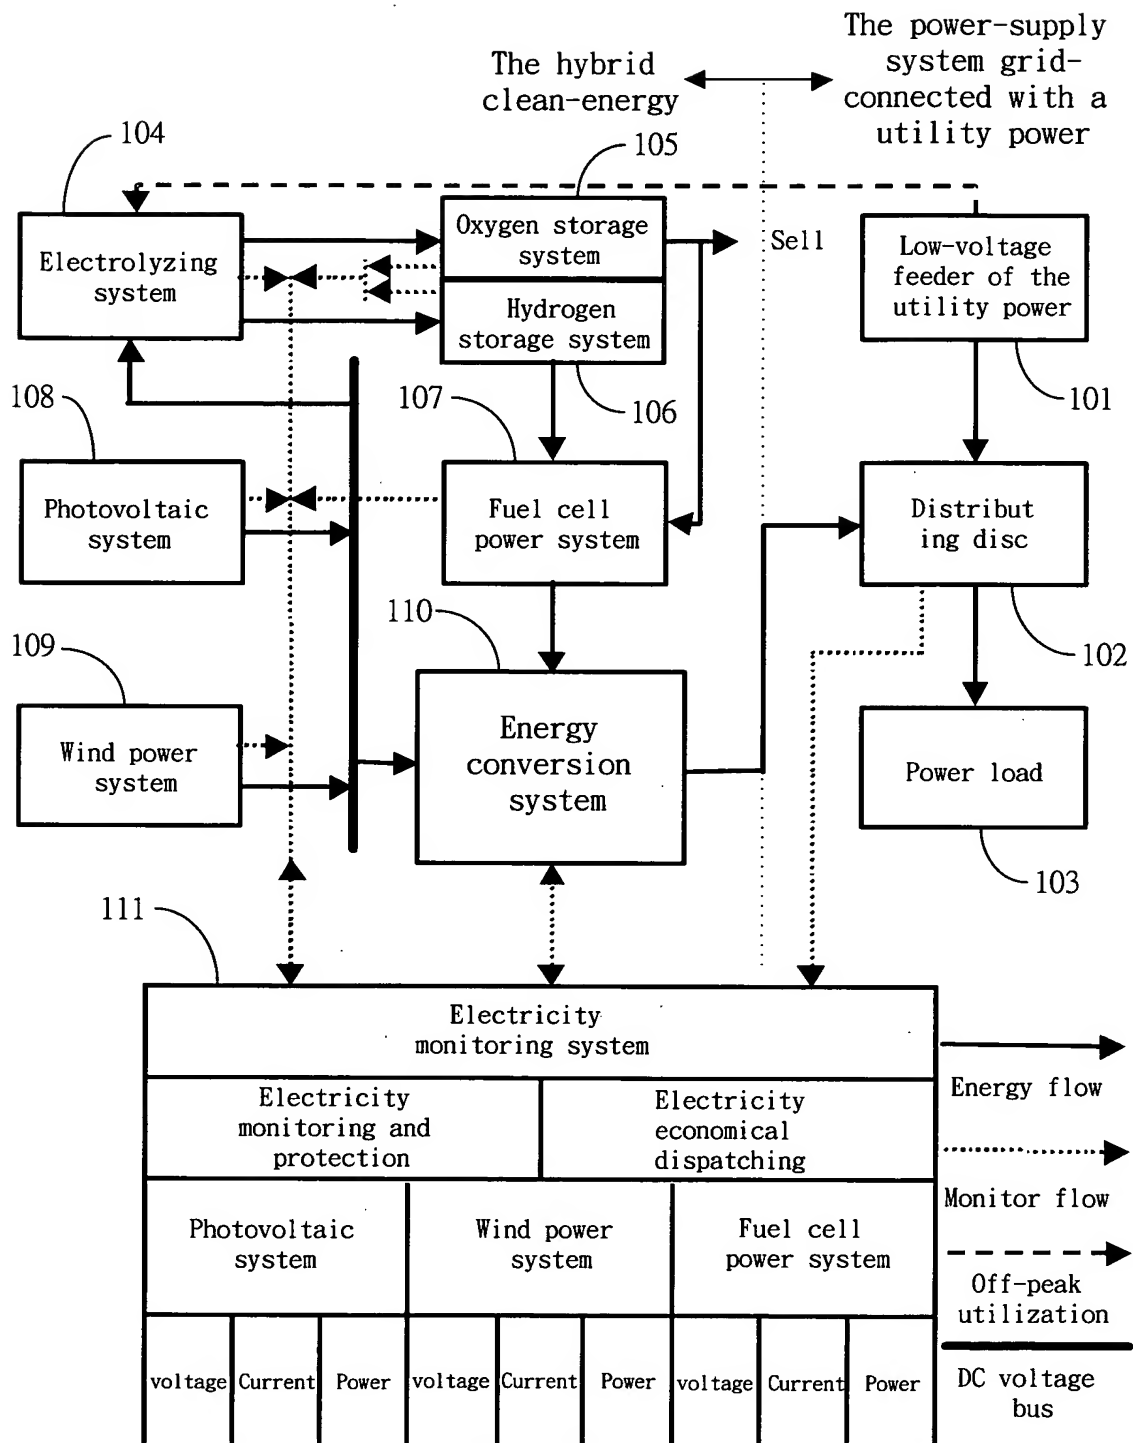 The hybrid
clean-energy
The power-supply
system grid-
connected with a
utility power
104
105
Electrolyzing
system
Oxygen storage
system
Sell
Low-voltage
feeder of the
utility power
Hydrogen
storage system
108
107
106
101
Photovoltaic
system
Fuel cell
power system
Distribut
ing disc
109
110
102
Wind power
system
Energy
conversion
system
Power load
103
111
Electricity
monitoring system
Energy flow
Electricity
monitoring and
protection
Electricity
economical
dispatching
Monitor flow
Photovoltaic
system
Wind power
system
Fuel cell
power system
Off-peak
utilization
voltage
Current
Power
voltage
Current
Power
voltage
Current
Power
DC voltage
bus